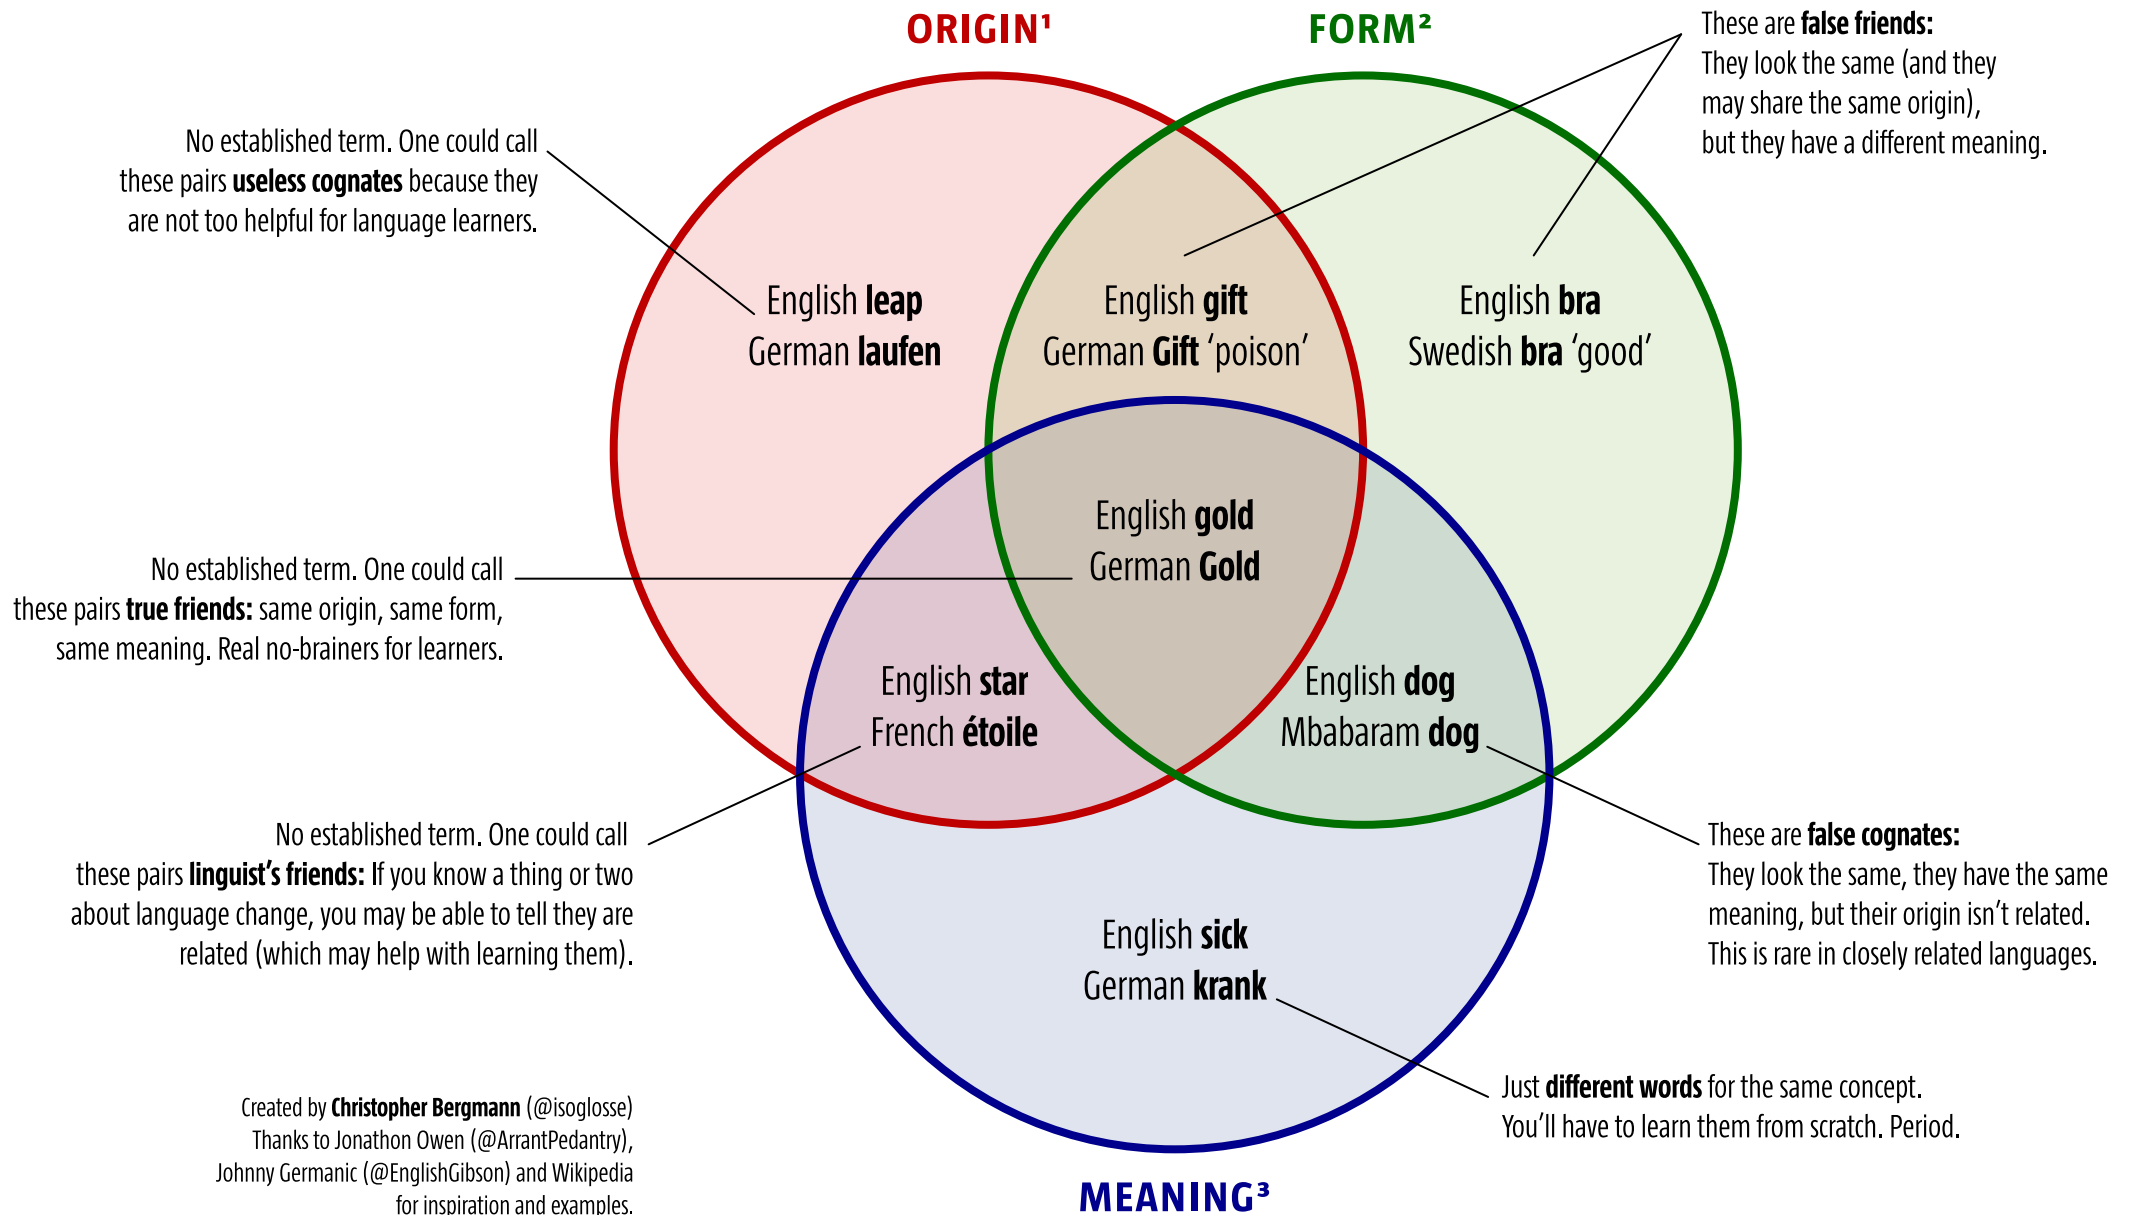 ORIGIN¹
FORM²
These are false friends:
They look the same (and they
may share the same origin),
but they have a different meaning.
No established term. One could call
these pairs useless cognates because they
are not too helpful for language learners.
English leap
German laufen
English gift
German Gift ‘poison’
English bra
Swedish bra ‘good’
English gold
German Gold
No established term. One could call
these pairs true friends: same origin, same form,
same meaning. Real no-brainers for learners.
English star
French étoile
English dog
Mbabaram dog
No established term. One could call
these pairs linguist’s friends: If you know a thing or two
about language change, you may be able to tell they are
related (which may help with learning them).
These are false cognates:
They look the same, they have the same
meaning, but their origin isn’t related.
This is rare in closely related languages.
English sick
German krank
Just different words for the same concept.
You’ll have to learn them from scratch. Period.
Created by Christopher Bergmann (@isoglosse)
Thanks to Jonathon Owen (@ArrantPedantry),
Johnny Germanic (@EnglishGibson) and Wikipedia
for inspiration and examples.
MEANING³